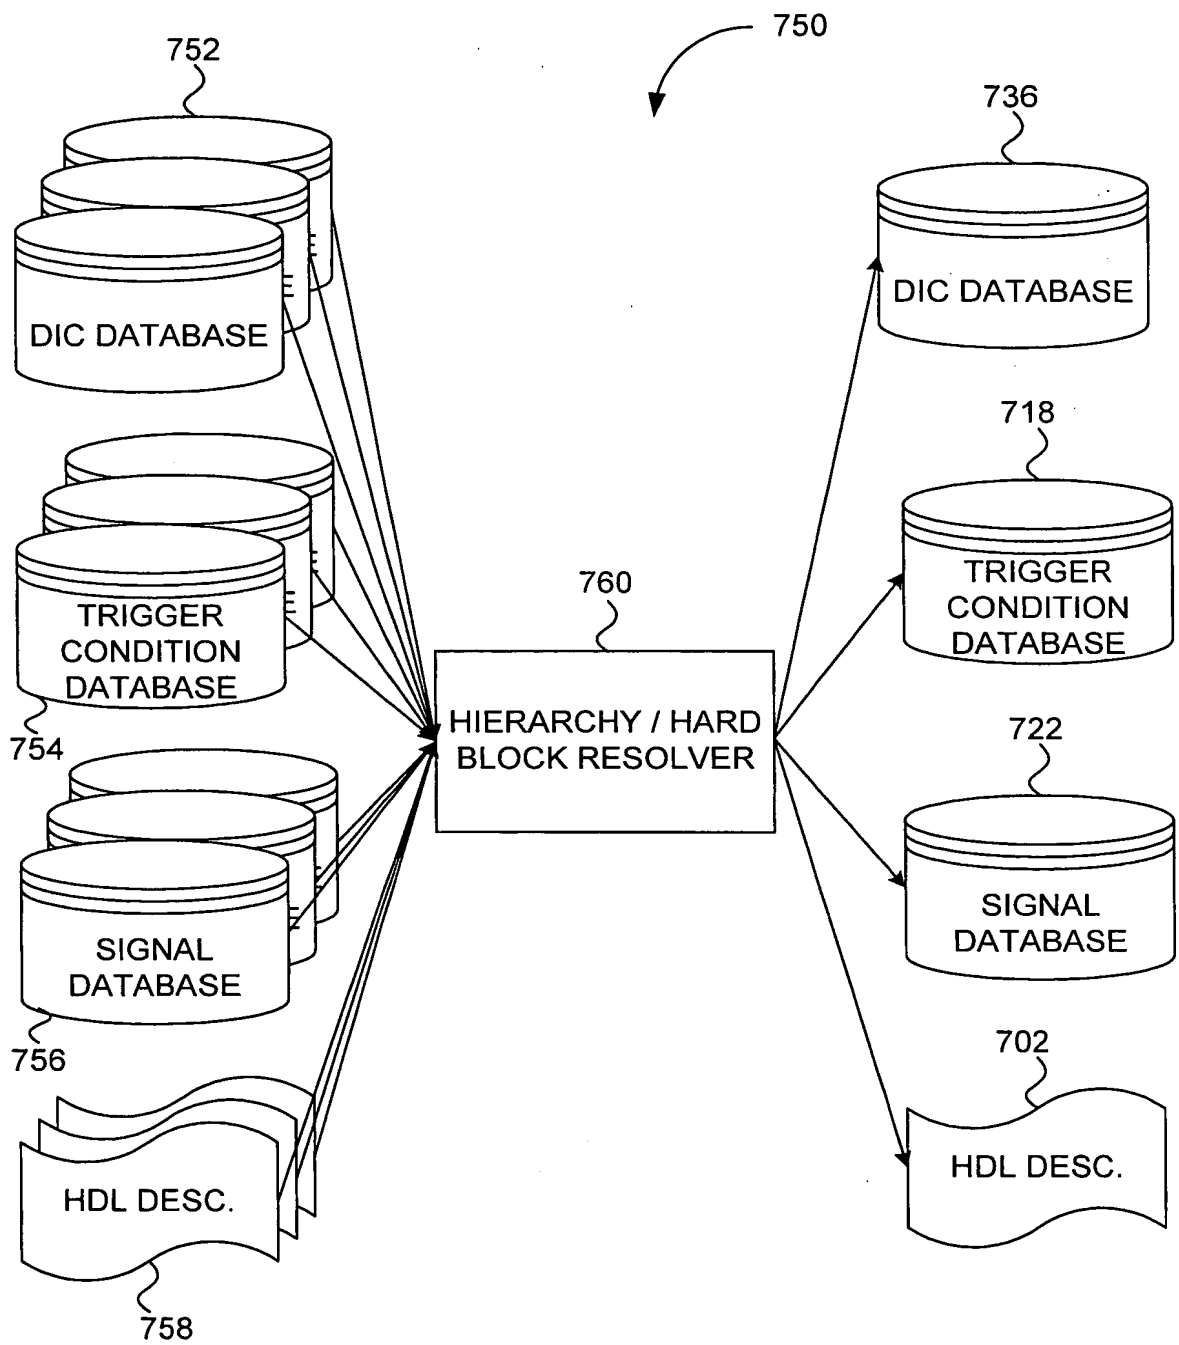 750
752
DIC DATABASE
736
DIC DATABASE
718
TRIGGER
CONDITION
DATABASE
TRIGGER
CONDITION
DATABASE
754
760
HIERARCHY / HARD
BLOCK RESOLVER
722
SIGNAL
DATABASE
SIGNAL
DATABASE
756
702
HDL DESC.
HDL DESC.
758